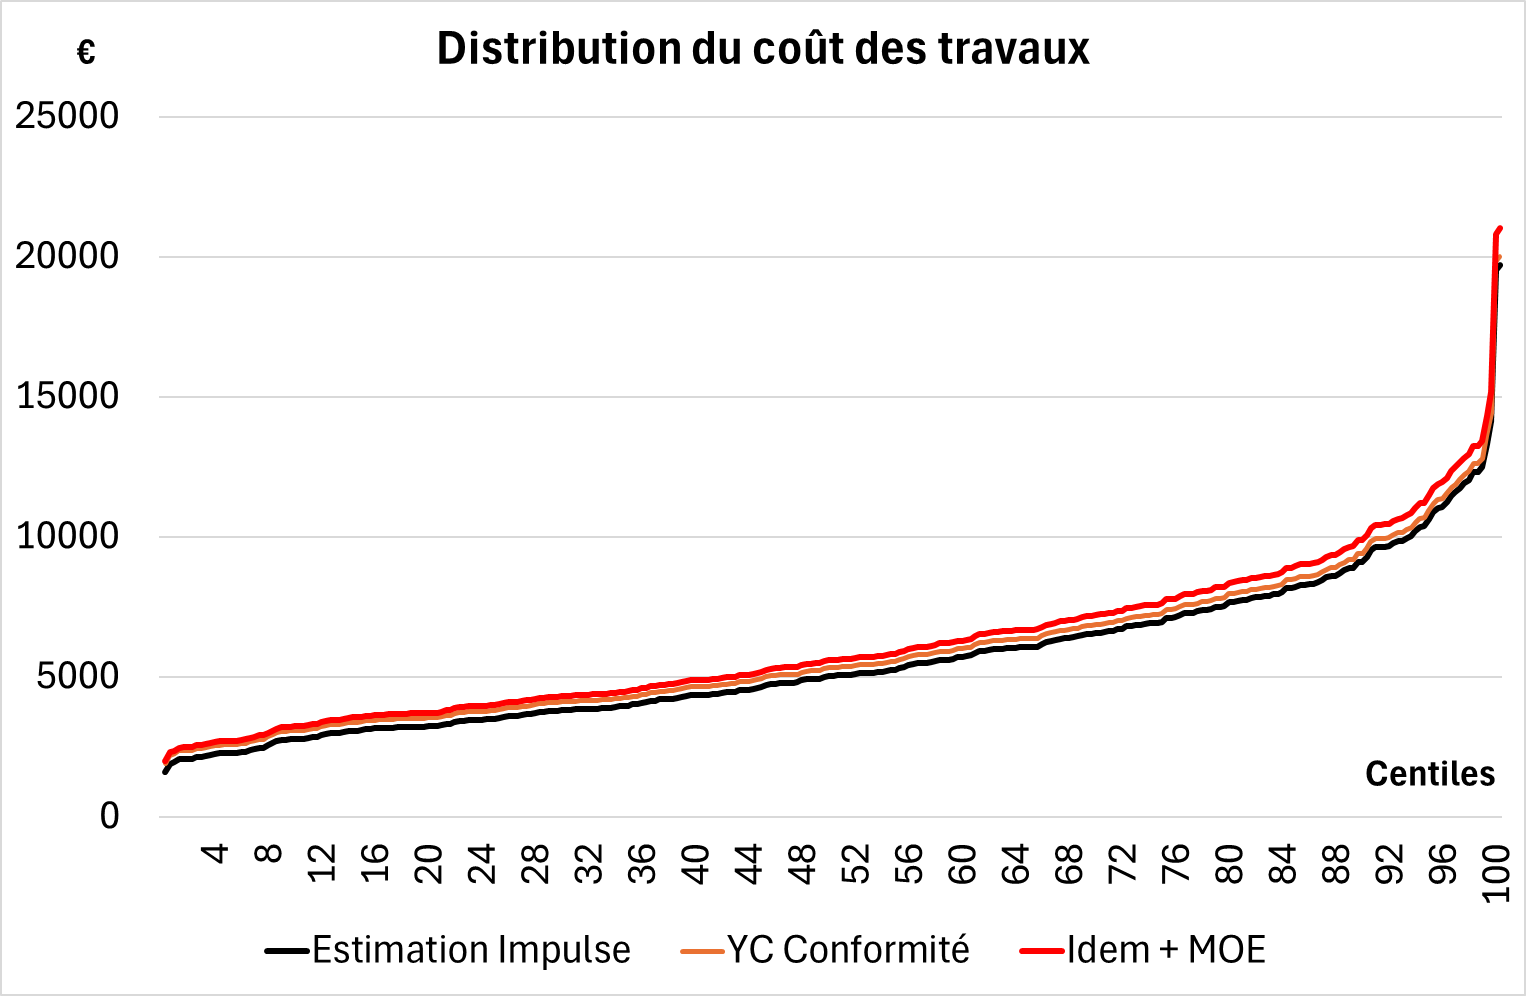 Distribution du coût des travaux
€
25000
20000
15000
10000
5000
0
Centiles
4 8 12 16 20 24 28 32 36 40 44 48 52 56 60 64 68 72 76 80 84 88 92 96 100
Estimation Impulse YC Conformité Idem + MOE